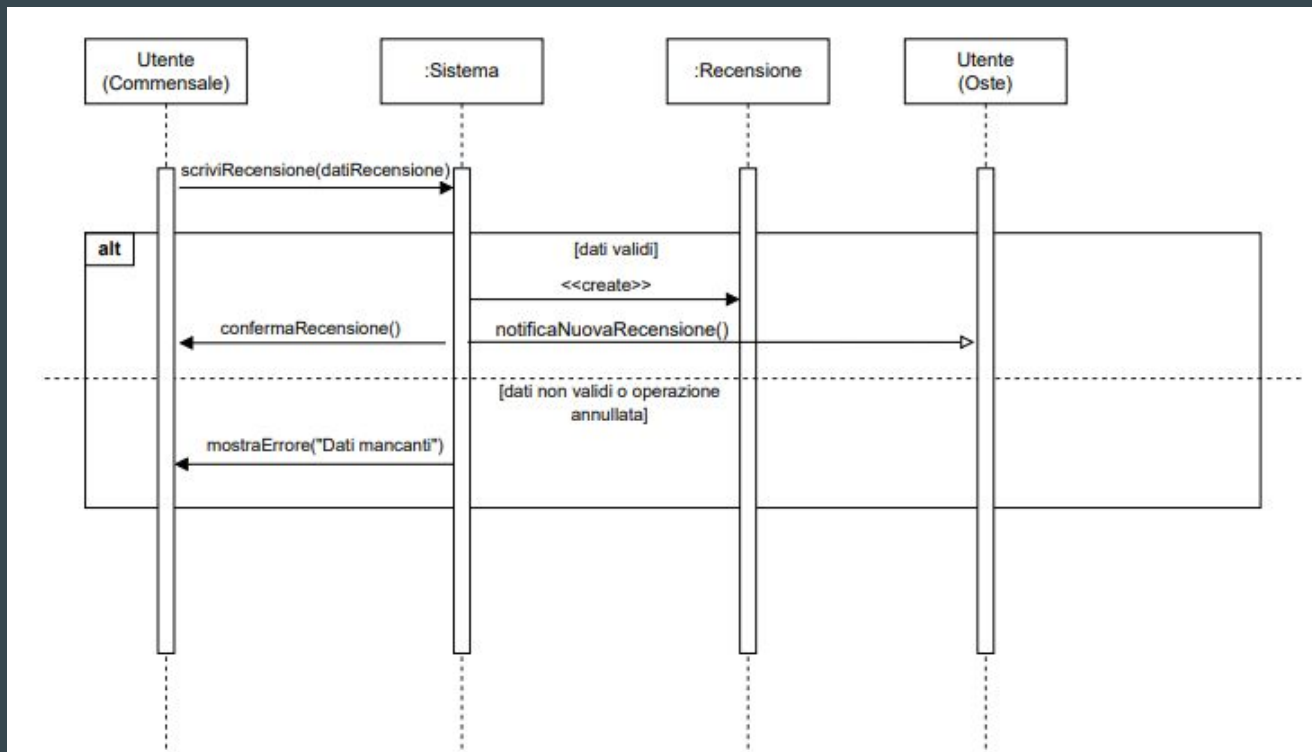 Utente
(Commensale)
:Sistema
:Recensione
Utente
(Oste)
scriviRecensione(datiRecensione)
alt
[dati validi]
<<create>>
confermaRecensione()
notificaNuovaRecensione()
[dati non validi o operazione
annullata]
mostraErrore("Dati mancanti")